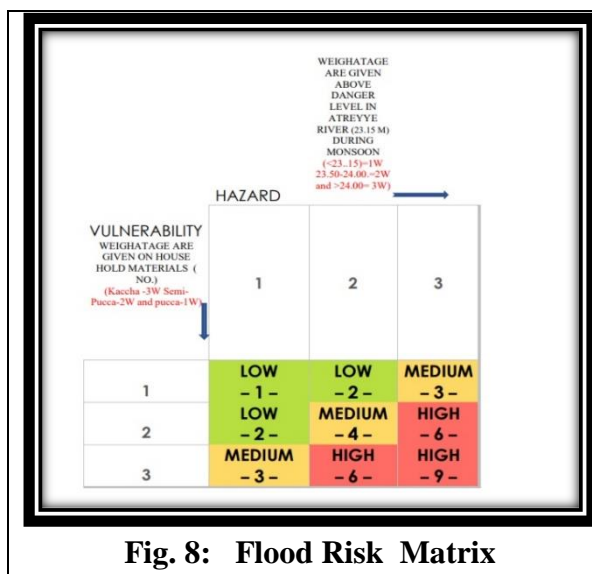 WEIGHATAGE
ARE GIVEN
ABOVE
DANGER
LEVEL IN
ATREYYE
RIVER (23.15 M)
DURING
MONSOON
(<23..15)=1W
23.50-24.00.=2W
and >24.00= 3W)
HAZARD
VULNERABILITY
WEIGHATAGE ARE
GIVEN ON HOUSE
HOLD MATERIALS (
NO.)
(Kaccha -3W Semi-
Pucca-2W and pucca-1W)
1 2 3
LOW LOW MEDIUM
1 – 1 – – 2 – – 3 –
LOW MEDIUM HIGH
2 – 2 – – 4 – – 6 –
MEDIUM HIGH HIGH
3 – 3 – – 6 – – 9 –
Fig. 8: Flood Risk Matrix